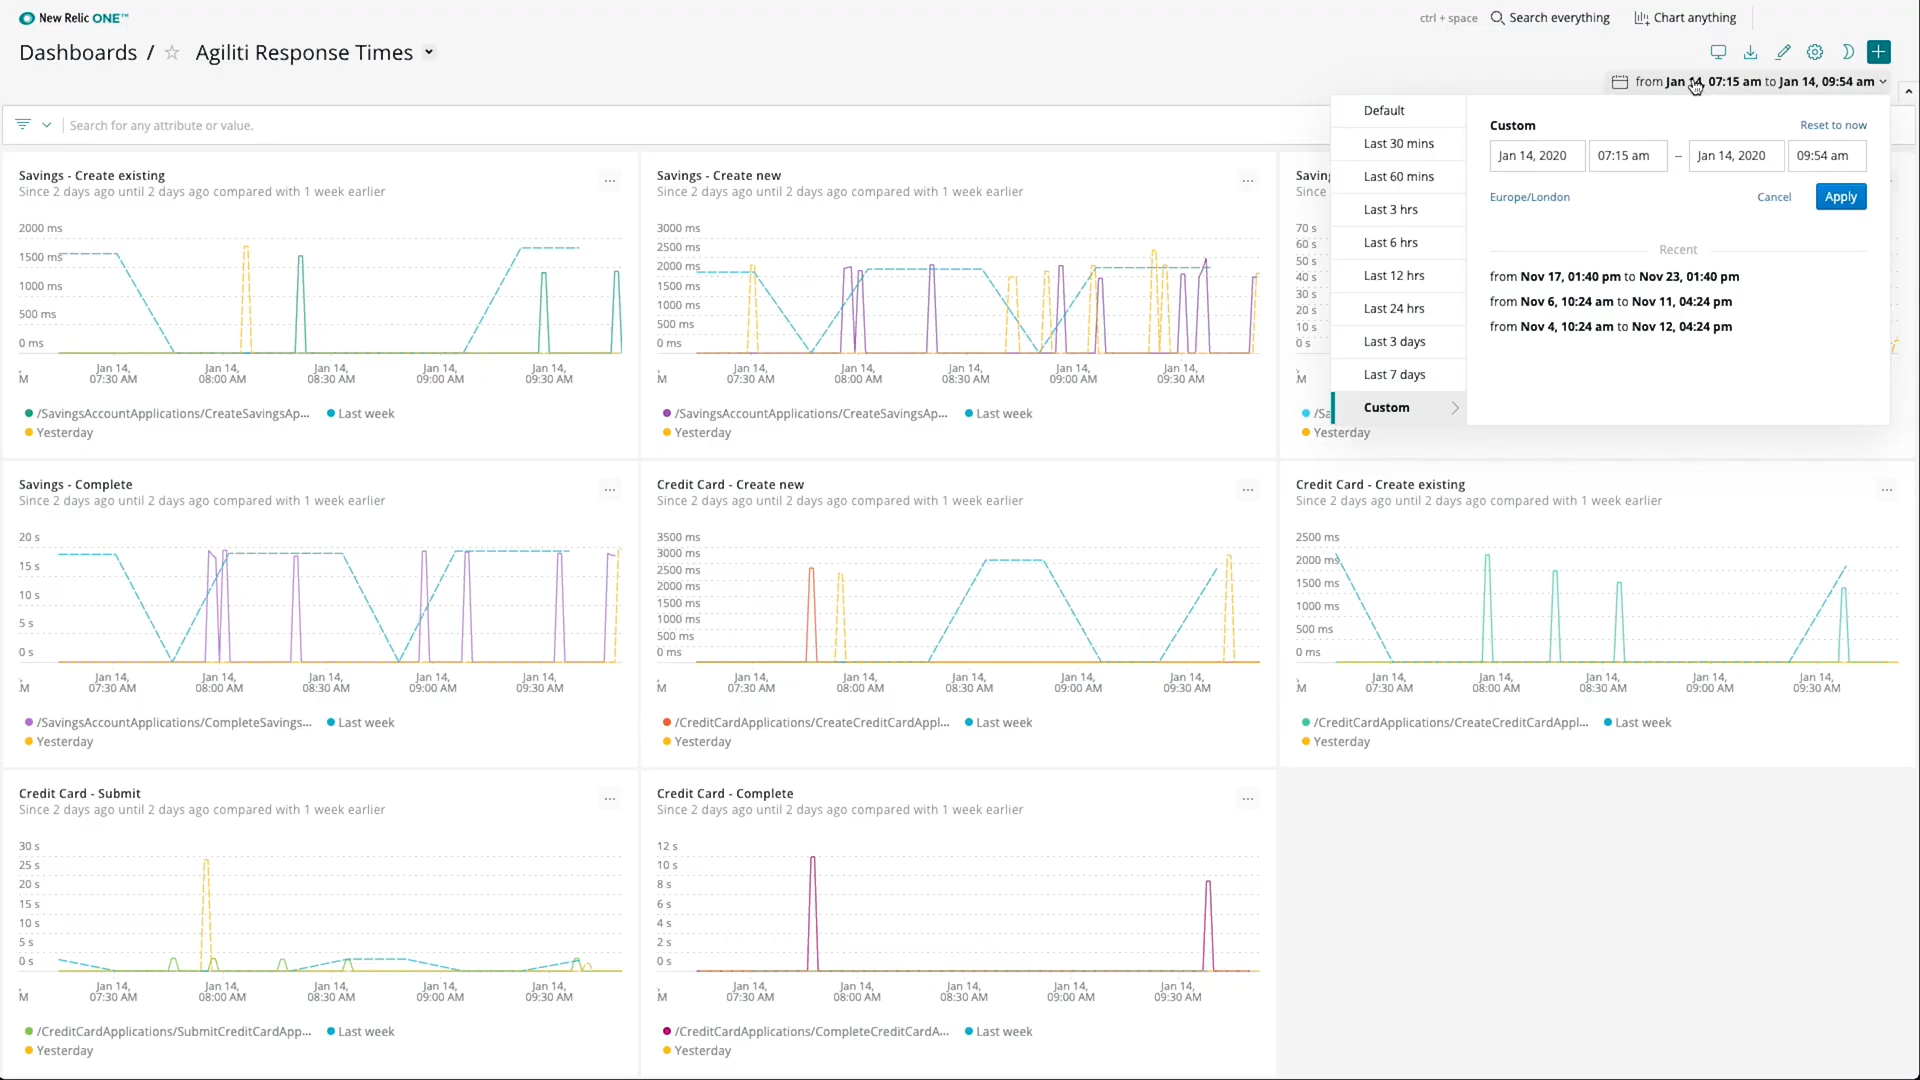 New Relic ONE™
ctrl + space
Search everything
Chart anything
Dashboards / ☆ Agiliti Response Times
from Jan 14, 07:15 am to Jan 14, 09:54 am
Search for any attribute or value.
Default
Last 30 mins
Last 60 mins
Last 3 hrs
Last 6 hrs
Last 12 hrs
Last 24 hrs
Last 3 days
Last 7 days
Custom
Custom
Reset to now
Jan 14, 2020
07:15 am
–
Jan 14, 2020
09:54 am
Europe/London
Cancel
Apply
Recent
from Nov 17, 01:40 pm to Nov 23, 01:40 pm
from Nov 6, 10:24 am to Nov 11, 04:24 pm
from Nov 4, 10:24 am to Nov 12, 04:24 pm
Savings - Create existing
Since 2 days ago until 2 days ago compared with 1 week earlier
2000 ms
1500 ms
1000 ms
500 ms
0 ms
M
Jan 14,
07:30 AM
Jan 14,
08:00 AM
Jan 14,
08:30 AM
Jan 14,
09:00 AM
Jan 14,
09:30 AM
/SavingsAccountApplications/CreateSavingsAp...
Last week
Yesterday
Savings - Create new
Since 2 days ago until 2 days ago compared with 1 week earlier
3000 ms
2500 ms
2000 ms
1500 ms
1000 ms
500 ms
0 ms
M
Jan 14,
07:30 AM
Jan 14,
08:00 AM
Jan 14,
08:30 AM
Jan 14,
09:00 AM
Jan 14,
09:30 AM
/SavingsAccountApplications/CreateSavingsAp...
Last week
Yesterday
Saving
Since
70 s
60 s
50 s
40 s
30 s
20 s
10 s
0 s
M
/Sa
Yesterday
Savings - Complete
Since 2 days ago until 2 days ago compared with 1 week earlier
20 s
15 s
10 s
5 s
0 s
M
Jan 14,
07:30 AM
Jan 14,
08:00 AM
Jan 14,
08:30 AM
Jan 14,
09:00 AM
Jan 14,
09:30 AM
/SavingsAccountApplications/CompleteSavings...
Last week
Yesterday
Credit Card - Create new
Since 2 days ago until 2 days ago compared with 1 week earlier
3500 ms
3000 ms
2500 ms
2000 ms
1500 ms
1000 ms
500 ms
0 ms
M
Jan 14,
07:30 AM
Jan 14,
08:00 AM
Jan 14,
08:30 AM
Jan 14,
09:00 AM
Jan 14,
09:30 AM
/CreditCardApplications/CreateCreditCardAppl...
Last week
Yesterday
Credit Card - Create existing
Since 2 days ago until 2 days ago compared with 1 week earlier
2500 ms
2000 ms
1500 ms
1000 ms
500 ms
0 ms
M
Jan 14,
07:30 AM
Jan 14,
08:00 AM
Jan 14,
08:30 AM
Jan 14,
09:00 AM
Jan 14,
09:30 AM
/CreditCardApplications/CreateCreditCardAppl...
Last week
Yesterday
Credit Card - Submit
Since 2 days ago until 2 days ago compared with 1 week earlier
30 s
25 s
20 s
15 s
10 s
5 s
0 s
M
Jan 14,
07:30 AM
Jan 14,
08:00 AM
Jan 14,
08:30 AM
Jan 14,
09:00 AM
Jan 14,
09:30 AM
/CreditCardApplications/SubmitCreditCardApp...
Last week
Yesterday
Credit Card - Complete
Since 2 days ago until 2 days ago compared with 1 week earlier
12 s
10 s
8 s
6 s
4 s
2 s
0 s
M
Jan 14,
07:30 AM
Jan 14,
08:00 AM
Jan 14,
08:30 AM
Jan 14,
09:00 AM
Jan 14,
09:30 AM
/CreditCardApplications/CompleteCreditCardA...
Last week
Yesterday